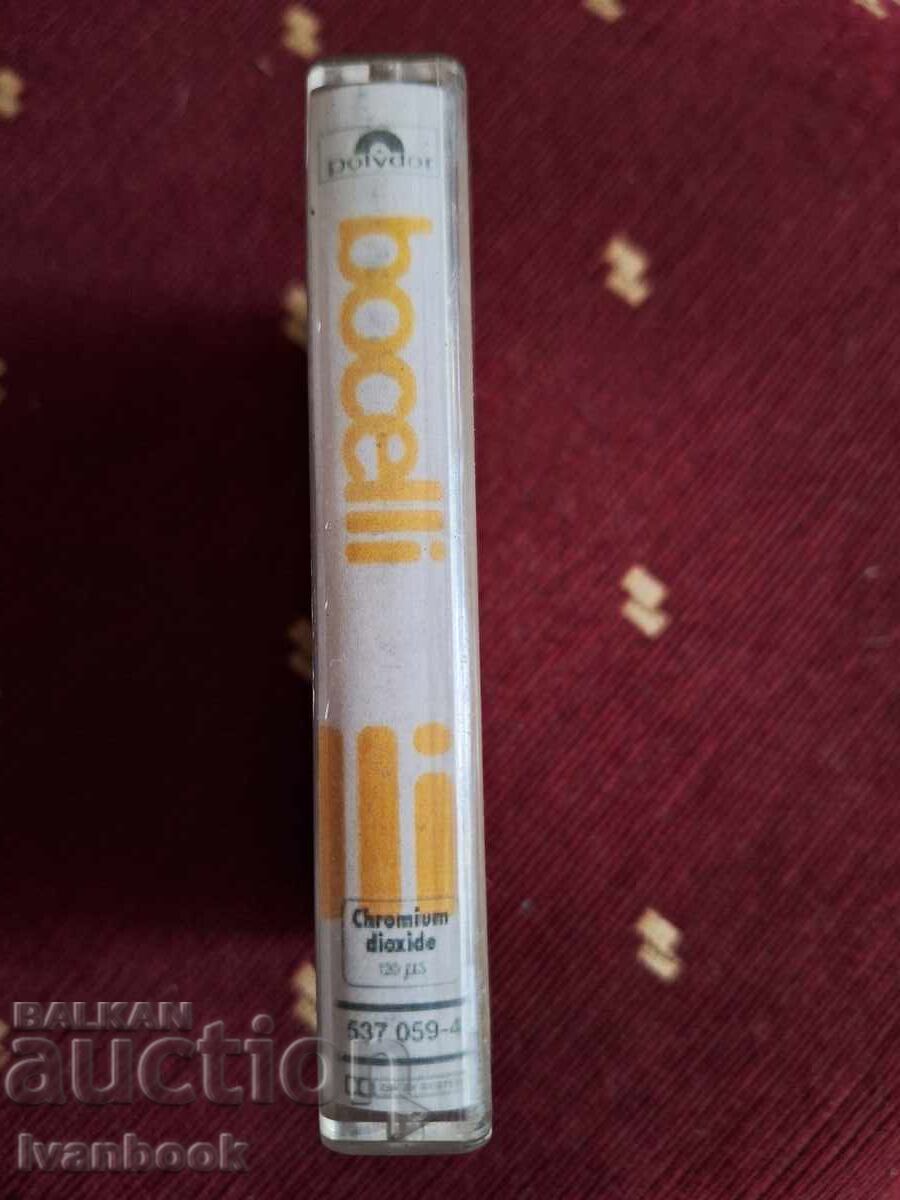 Polydor
bocelli
Chromium
dioxide
120 µs
537 059-4
BALKAN
auction
Ivanbook